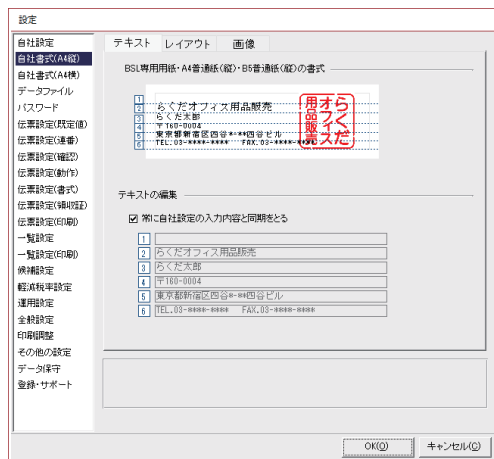 設定
自社設定
自社書式(A4縦)
自社書式(A4横)
データファイル
パスワード
伝票設定(既定値)
伝票設定(連番)
伝票設定(確認)
伝票設定(動作)
伝票設定(書式)
伝票設定(領収証)
伝票設定(印刷)
一覧設定
一覧設定(印刷)
候補設定
軽減税率設定
運用設定
全般設定
印刷調整
その他の設定
データ保守
登録・サポート
テキスト レイアウト 画像
BSL専用用紙・A4普通紙(縦)・B5普通紙(縦)の書式
1
2 らくだオフィス用品販売
3 らくだ太郎
4 〒160-0004
5 東京都新宿区四谷*-**四谷ビル
6 TEL.03-****-**** FAX.03-****-****
らくだ
オフィス
用品販売
テキストの編集
常に自社設定の入力内容と同期をとる
1
2 らくだオフィス用品販売
3 らくだ太郎
4 〒160-0004
5 東京都新宿区四谷*-**四谷ビル
6 TEL.03-****-**** FAX.03-****-****
OK(O) キャンセル(C)